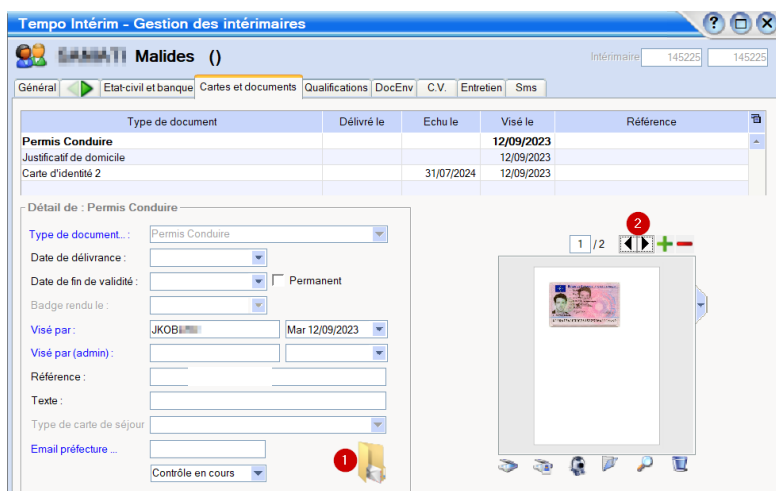 Tempo Intérim - Gestion des intérimaires
Malides ()
Intérimaire 145225 145225
Général Etat-civil et banque Cartes et documents Qualifications DocEnv C.V. Entretien Sms
Type de document Délivré le Echu le Visé le Référence
Permis Conduire 12/09/2023
Justificatif de domicile 12/09/2023
Carte d'identité 2 31/07/2024 12/09/2023
Détail de : Permis Conduire
Type de document... : Permis Conduire
2
1 /2
Date de délivrance :
Date de fin de validité : Permanent
Badge rendu le :
Visé par : JKOB Mar 12/09/2023
Visé par (admin) :
Référence :
Texte :
Type de carte de séjour
Email préfecture ...
1
Contrôle en cours